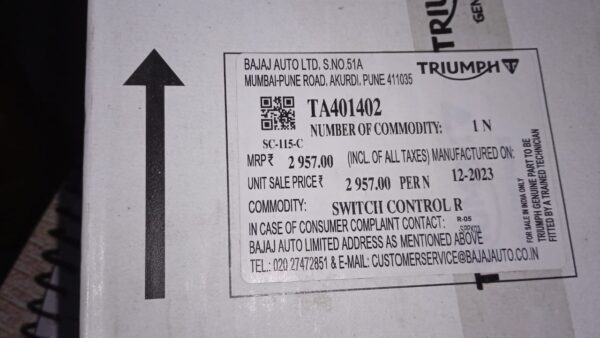 TRIU
GEN
BAJAJ AUTO LTD. S.NO.51A
MUMBAI-PUNE ROAD, AKURDI, PUNE 411035
TRIUMPH
TA401402
NUMBER OF COMMODITY: 1 N
SC-115-C
MRP₹ 2 957.00 (INCL OF ALL TAXES) MANUFACTURED ON:
UNIT SALE PRICE₹ 2 957.00 PER N 12-2023
COMMODITY: SWITCH CONTROL R
IN CASE OF CONSUMER COMPLAINT CONTACT: R-05
BAJAJ AUTO LIMITED ADDRESS AS MENTIONED ABOVE
TEL.: 020 27472851 & E-MAIL: CUSTOMERSERVICE@BAJAJAUTO.CO.IN
FOR SALE IN INDIA ONLY
TRIUMPH GENUINE PART TO BE
FITTED BY A TRAINED TECHNICIAN